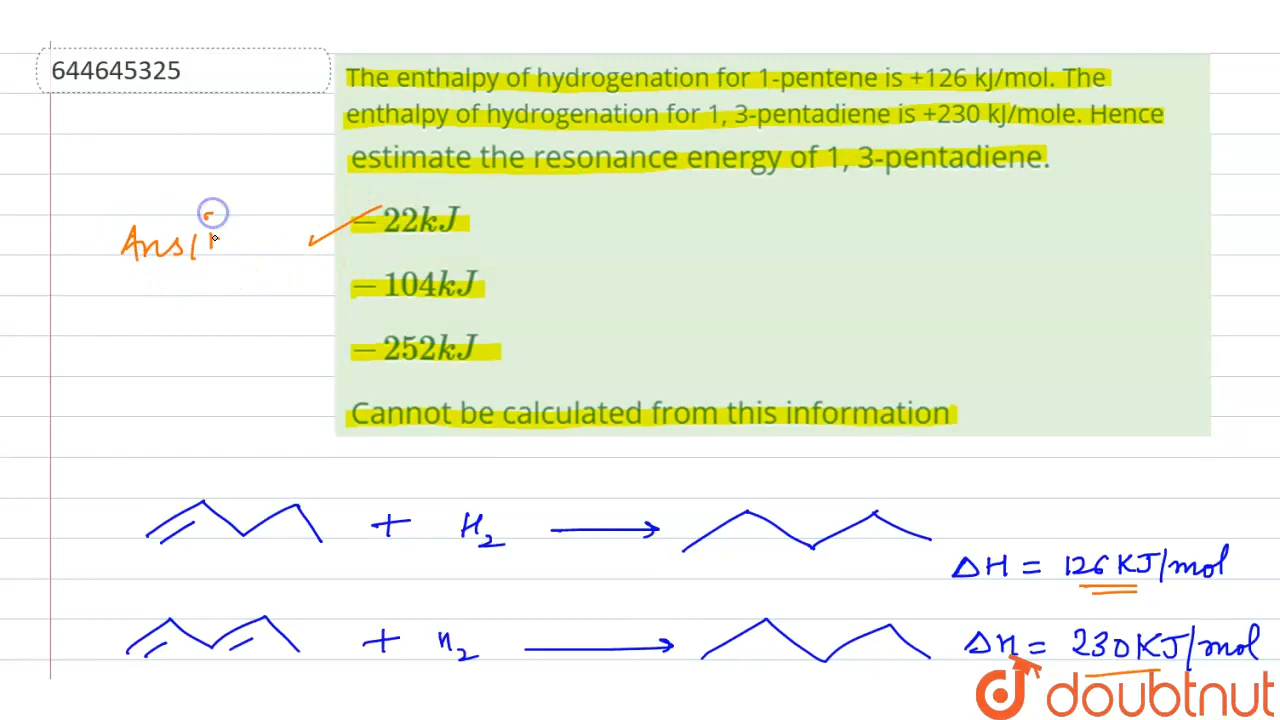 644645325
The enthalpy of hydrogenation for 1-pentene is +126 kJ/mol. The
enthalpy of hydrogenation for 1, 3-pentadiene is +230 kJ/mole. Hence
estimate the resonance energy of 1, 3-pentadiene.
−22kJ
−104kJ
−252kJ
Cannot be calculated from this information
Ans(
+ H2
ΔH = 126 KJ/mol
+ H2
ΔH = 230 KJ/mol
doubtnut